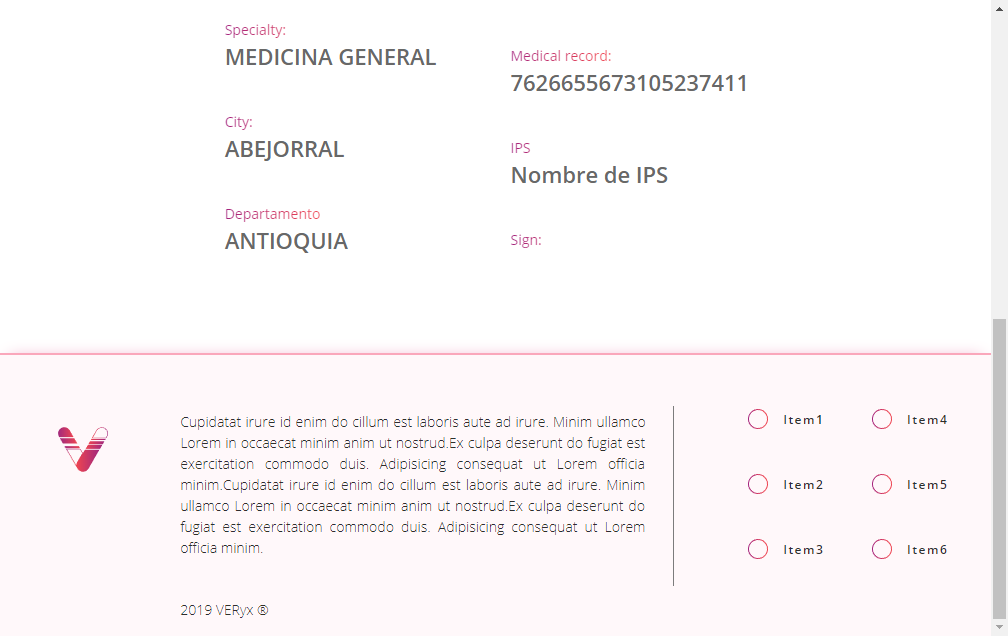 Specialty:
MEDICINA GENERAL
Medical record:
7626655673105237411
City:
ABEJORRAL
IPS
Nombre de IPS
Departamento
ANTIOQUIA
Sign:
Cupidatat irure id enim do cillum est laboris aute ad irure. Minim ullamco
Lorem in occaecat minim anim ut nostrud.Ex culpa deserunt do fugiat est
exercitation commodo duis. Adipisicing consequat ut Lorem officia
minim.Cupidatat irure id enim do cillum est laboris aute ad irure. Minim
ullamco Lorem in occaecat minim anim ut nostrud.Ex culpa deserunt do
fugiat est exercitation commodo duis. Adipisicing consequat ut Lorem
officia minim.
2019 VERyx ®
Item1
Item4
Item2
Item5
Item3
Item6